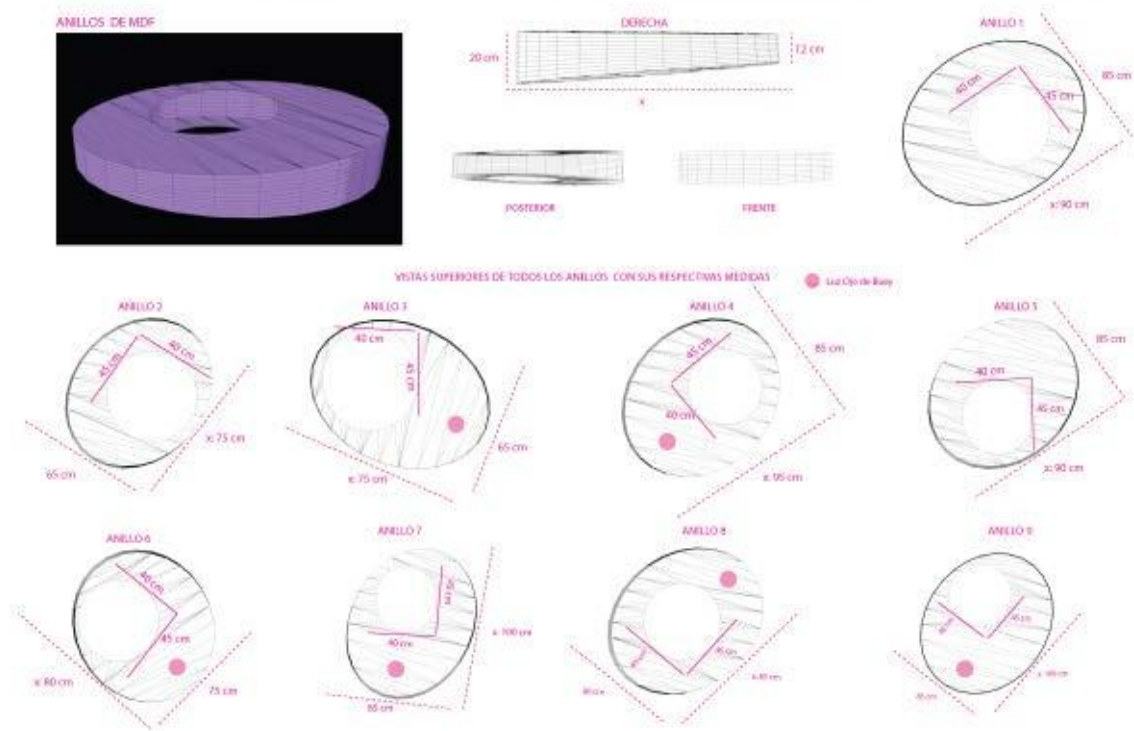 ANILLOS DE MDF
DERECHA
20 cm
12 cm
x
POSTERIOR
FRENTE
ANILLO 1
40 cm
45 cm
85 cm
x: 90 cm
VISTAS SUPERIORES DE TODOS LOS ANILLOS CON SUS RESPECTIVAS MEDIDAS
Luz Ojo de Buey
ANILLO 2
45 cm
40 cm
65 cm
x: 75 cm
ANILLO 3
40 cm
45 cm
65 cm
x: 75 cm
ANILLO 4
45 cm
40 cm
85 cm
x: 95 cm
ANILLO 5
40 cm
45 cm
85 cm
x: 90 cm
ANILLO 6
40 cm
45 cm
x: 80 cm
75 cm
ANILLO 7
40 cm
x: 100 cm
ANILLO 8
ANILLO 9